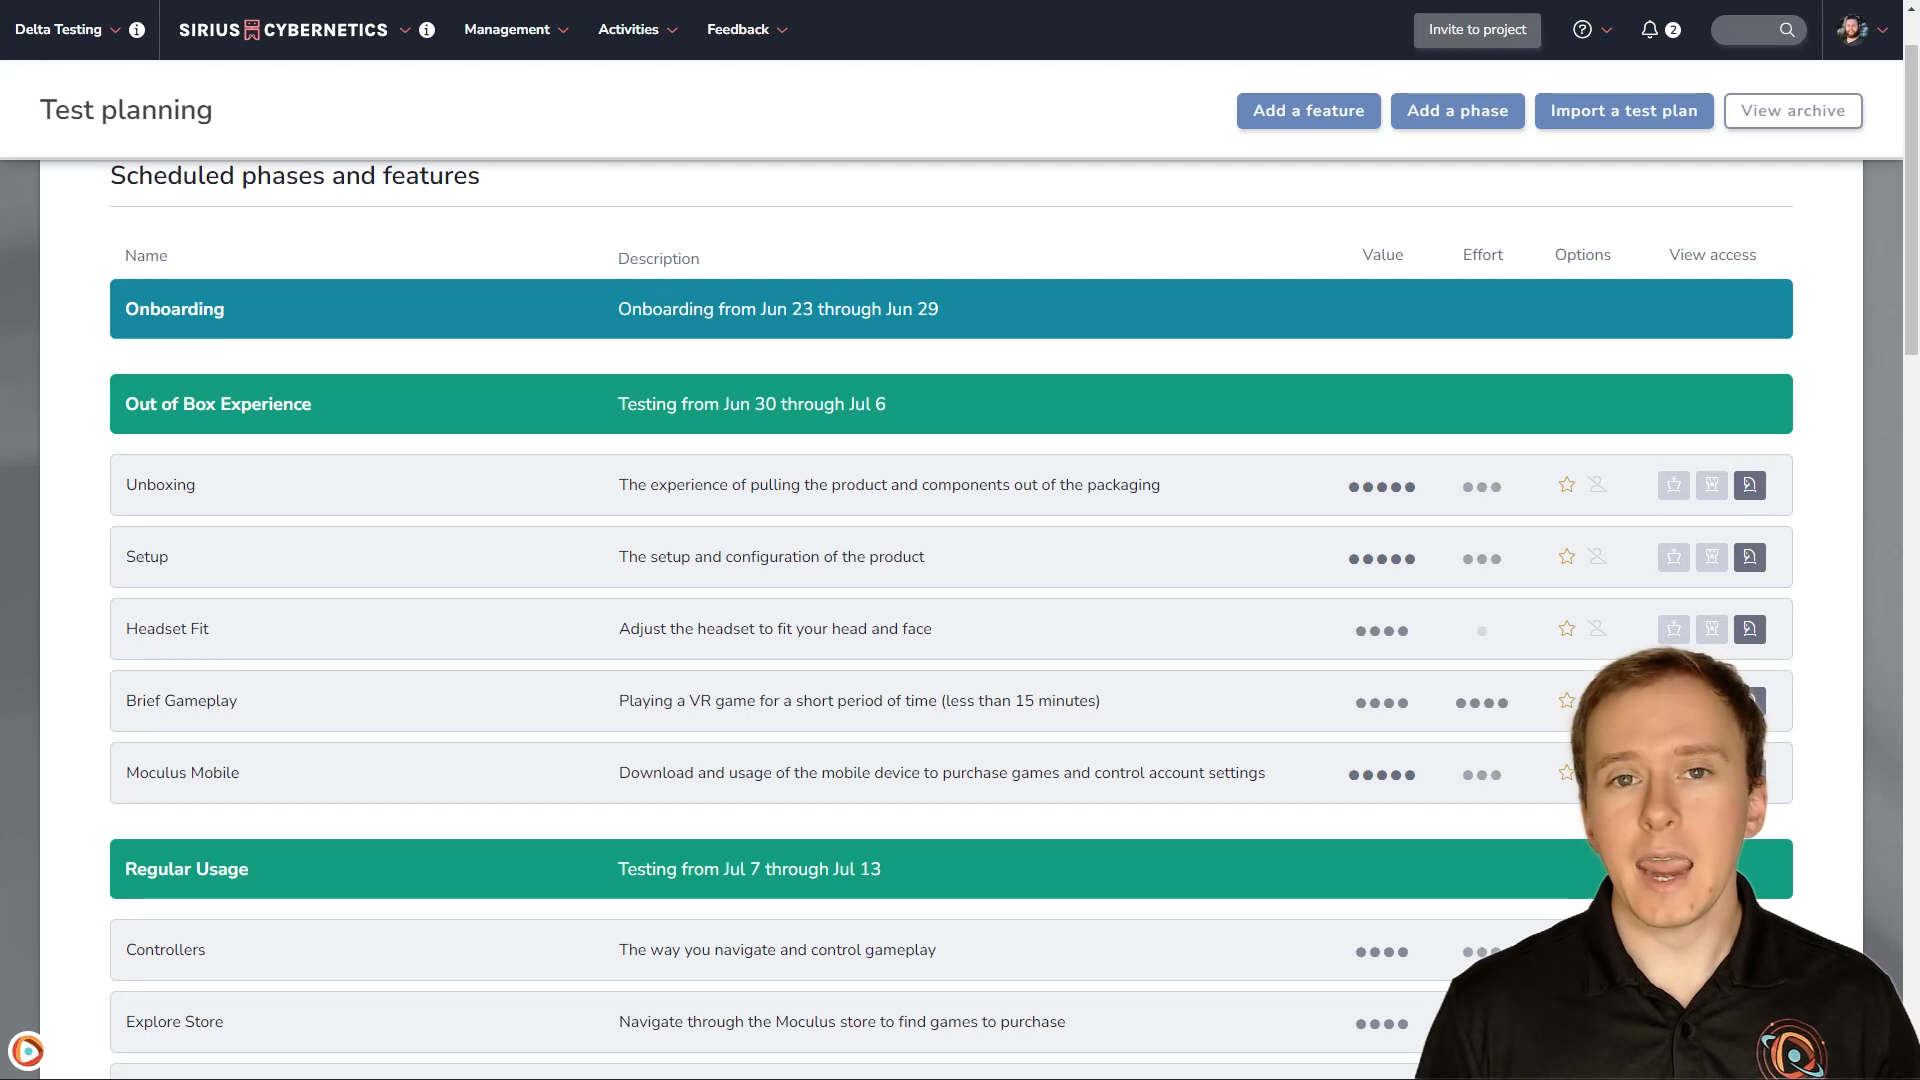 Delta Testing
SIRIUS CYBERNETICS
Management
Activities
Feedback
Invite to project
2
Test planning
Add a feature
Add a phase
Import a test plan
View archive
Scheduled phases and features
Name
Description
Value
Effort
Options
View access
Onboarding
Onboarding from Jun 23 through Jun 29
Out of Box Experience
Testing from Jun 30 through Jul 6
Unboxing
The experience of pulling the product and components out of the packaging
Setup
The setup and configuration of the product
Headset Fit
Adjust the headset to fit your head and face
Brief Gameplay
Playing a VR game for a short period of time (less than 15 minutes)
Moculus Mobile
Download and usage of the mobile device to purchase games and control account settings
Regular Usage
Testing from Jul 7 through Jul 13
Controllers
The way you navigate and control gameplay
Explore Store
Navigate through the Moculus store to find games to purchase